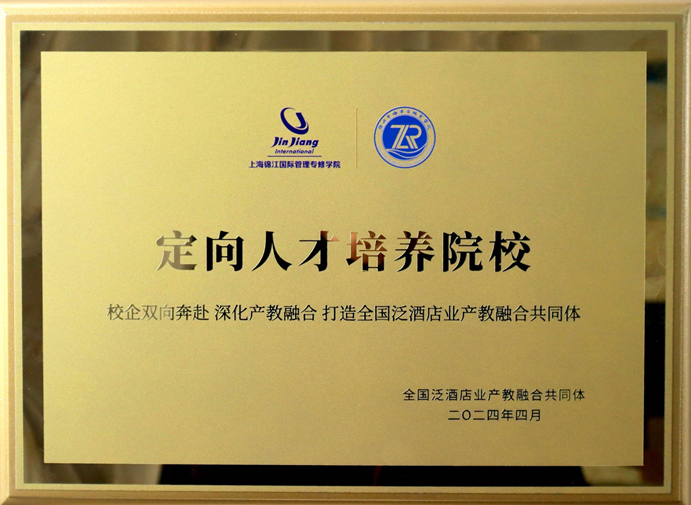 Jin Jiang
International
上海锦江国际管理专修学院
定向人才培养院校
校企双向奔赴 深化产教融合 打造全国泛酒店业产教融合共同体
全国泛酒店业产教融合共同体
二〇二四年四月